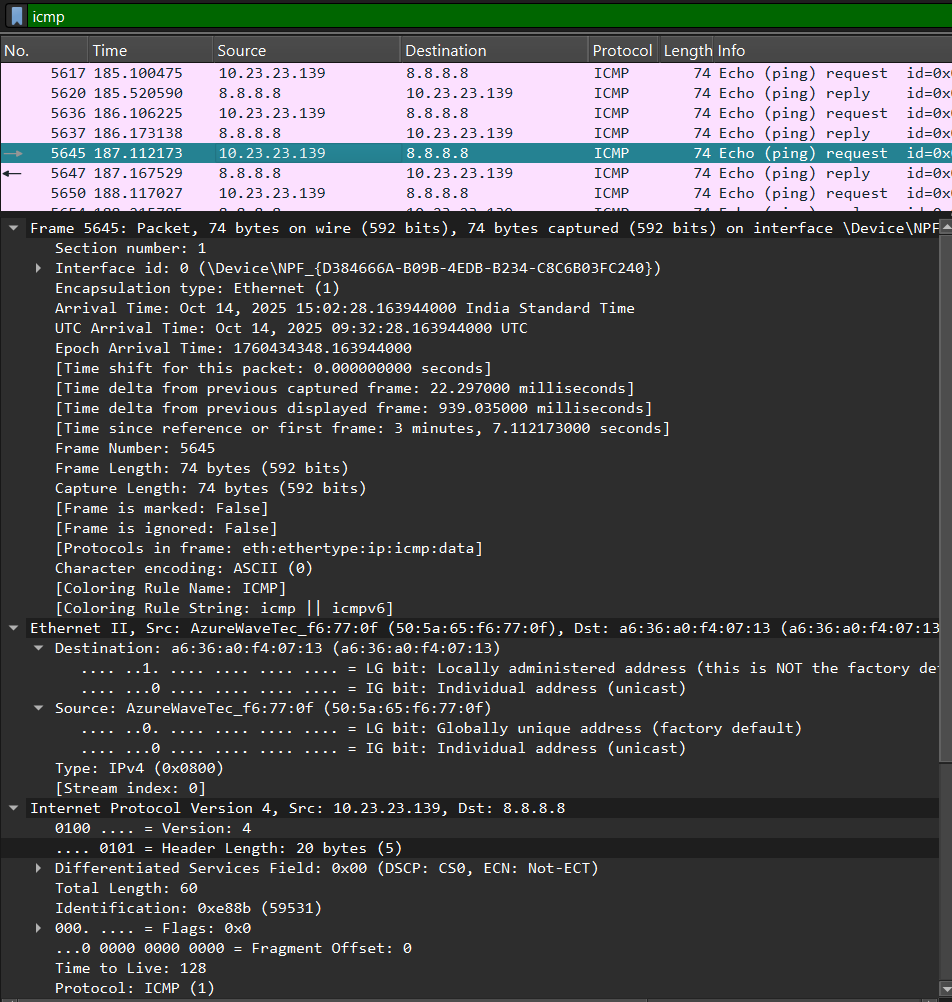 icmp
No. Time Source Destination Protocol Length Info
5617 185.100475 10.23.23.139 8.8.8.8 ICMP 74 Echo (ping) request id=0x
5620 185.520590 8.8.8.8 10.23.23.139 ICMP 74 Echo (ping) reply id=0x
5636 186.106225 10.23.23.139 8.8.8.8 ICMP 74 Echo (ping) request id=0x
5637 186.173138 8.8.8.8 10.23.23.139 ICMP 74 Echo (ping) reply id=0x
5645 187.112173 10.23.23.139 8.8.8.8 ICMP 74 Echo (ping) request id=0x
5647 187.167529 8.8.8.8 10.23.23.139 ICMP 74 Echo (ping) reply id=0x
5650 188.117027 10.23.23.139 8.8.8.8 ICMP 74 Echo (ping) request id=0x
Frame 5645: Packet, 74 bytes on wire (592 bits), 74 bytes captured (592 bits) on interface \Device\NPF
Section number: 1
Interface id: 0 (\Device\NPF_{D384666A-B09B-4EDB-B234-C8C6B03FC240})
Encapsulation type: Ethernet (1)
Arrival Time: Oct 14, 2025 15:02:28.163944000 India Standard Time
UTC Arrival Time: Oct 14, 2025 09:32:28.163944000 UTC
Epoch Arrival Time: 1760434348.163944000
[Time shift for this packet: 0.000000000 seconds]
[Time delta from previous captured frame: 22.297000 milliseconds]
[Time delta from previous displayed frame: 939.035000 milliseconds]
[Time since reference or first frame: 3 minutes, 7.112173000 seconds]
Frame Number: 5645
Frame Length: 74 bytes (592 bits)
Capture Length: 74 bytes (592 bits)
[Frame is marked: False]
[Frame is ignored: False]
[Protocols in frame: eth:ethertype:ip:icmp:data]
Character encoding: ASCII (0)
[Coloring Rule Name: ICMP]
[Coloring Rule String: icmp || icmpv6]
Ethernet II, Src: AzureWaveTec_f6:77:0f (50:5a:65:f6:77:0f), Dst: a6:36:a0:f4:07:13 (a6:36:a0:f4:07:13
Destination: a6:36:a0:f4:07:13 (a6:36:a0:f4:07:13)
.... ..1. .... .... .... .... = LG bit: Locally administered address (this is NOT the factory de
.... ...0 .... .... .... .... = IG bit: Individual address (unicast)
Source: AzureWaveTec_f6:77:0f (50:5a:65:f6:77:0f)
.... ..0. .... .... .... .... = LG bit: Globally unique address (factory default)
.... ...0 .... .... .... .... = IG bit: Individual address (unicast)
Type: IPv4 (0x0800)
[Stream index: 0]
Internet Protocol Version 4, Src: 10.23.23.139, Dst: 8.8.8.8
0100 .... = Version: 4
.... 0101 = Header Length: 20 bytes (5)
Differentiated Services Field: 0x00 (DSCP: CS0, ECN: Not-ECT)
Total Length: 60
Identification: 0xe88b (59531)
000. .... = Flags: 0x0
...0 0000 0000 0000 = Fragment Offset: 0
Time to Live: 128
Protocol: ICMP (1)